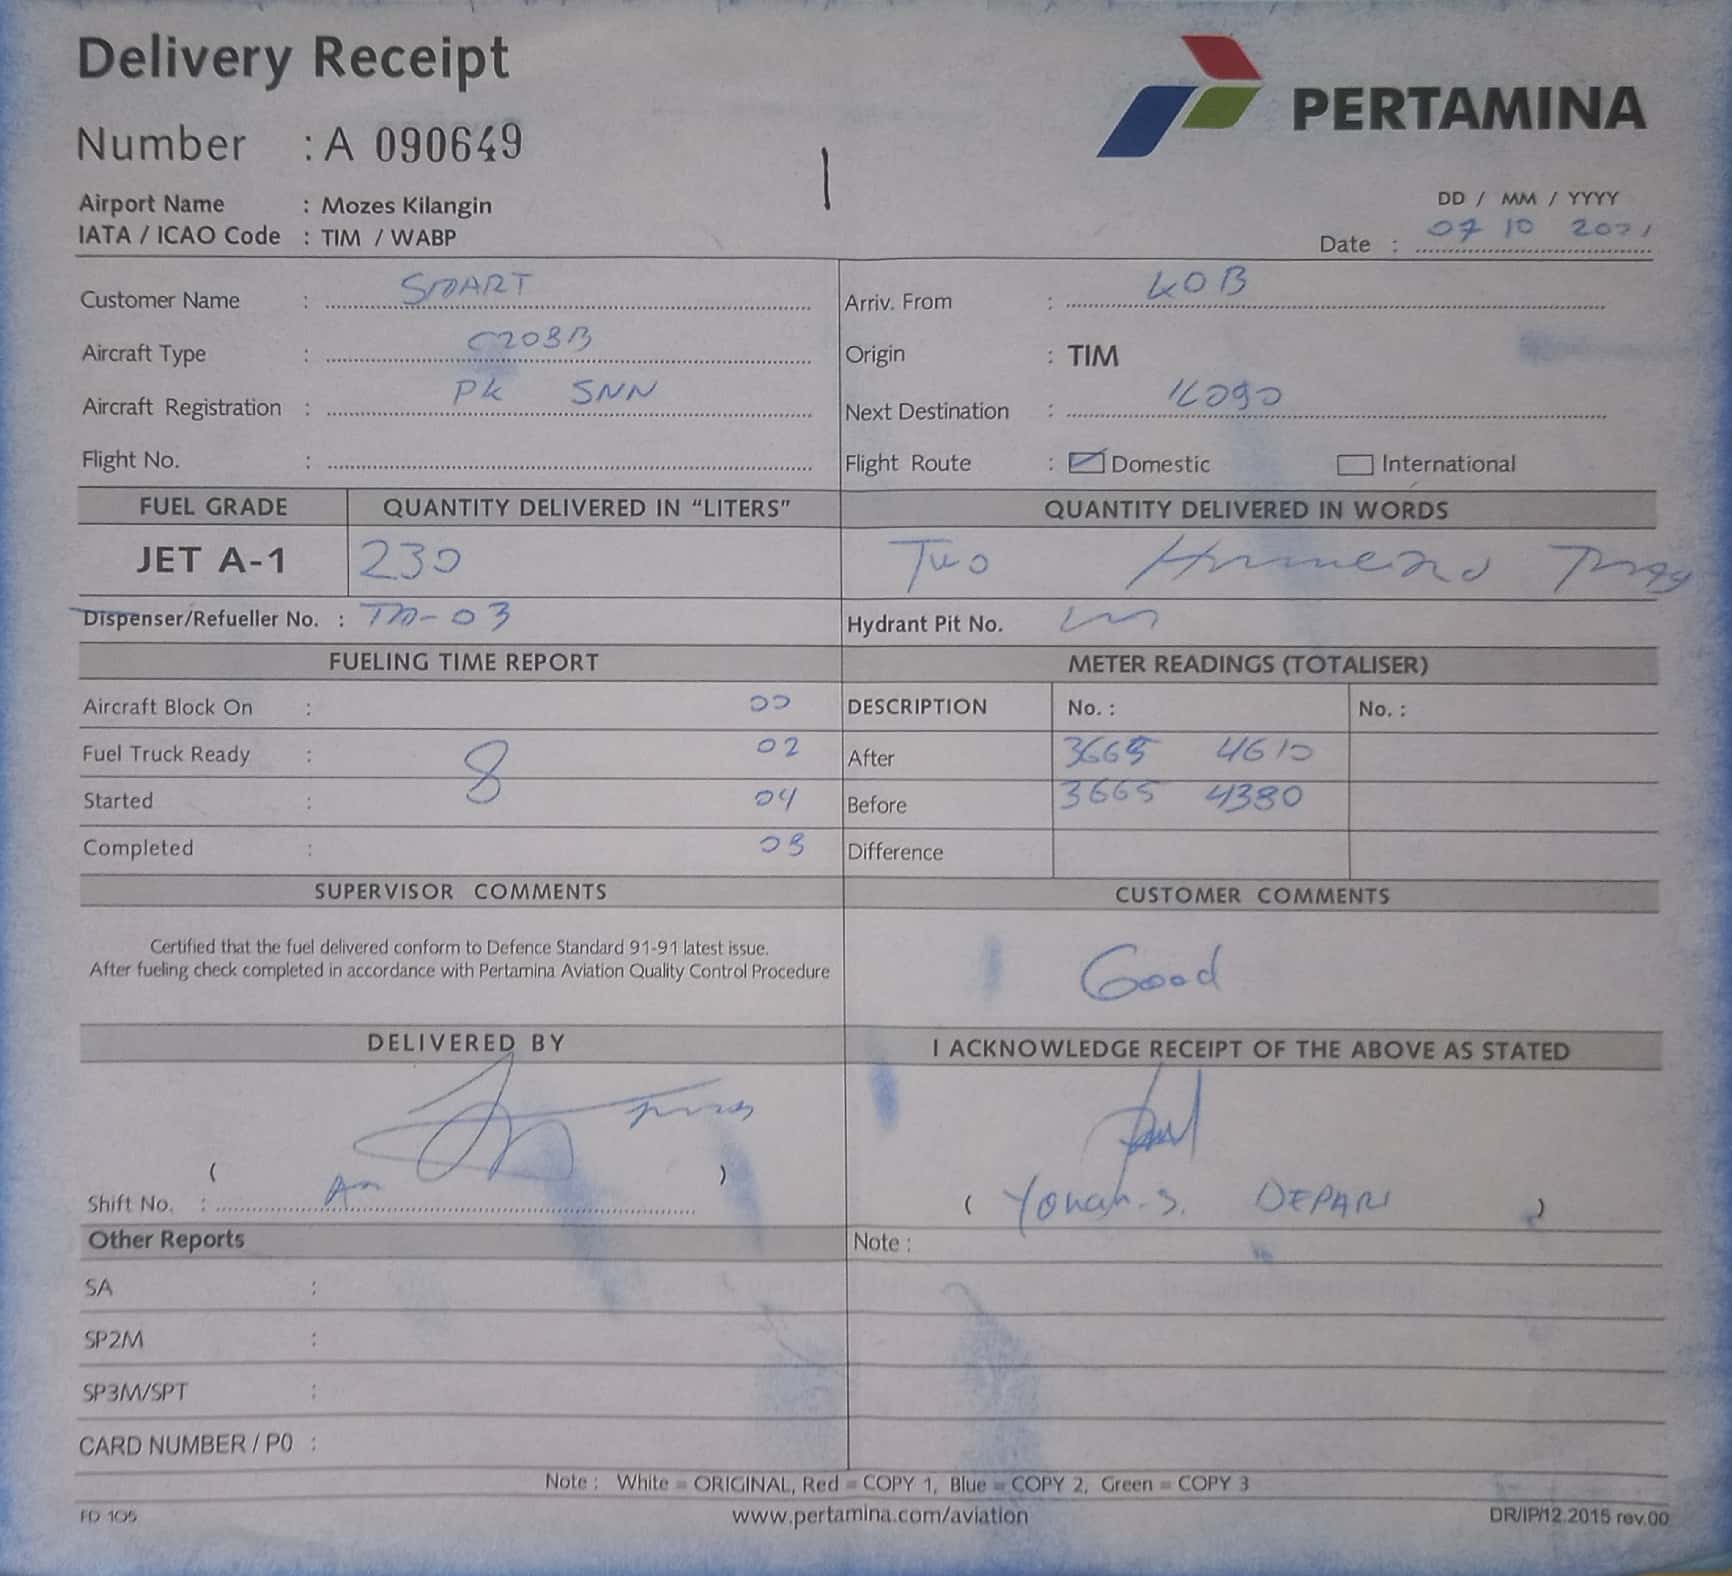 Delivery Receipt
PERTAMINA
Number : A 090649
Airport Name : Mozes Kilangin
IATA / ICAO Code : TIM / WABP
DD / MM / YYYY
Date : 07 10 2021
Customer Name : SMART
Arriv. From : KOB
Aircraft Type : C208B
Origin : TIM
Aircraft Registration : PK SNN
Next Destination :
Flight No. :
Flight Route : Domestic International
FUEL GRADE QUANTITY DELIVERED IN "LITERS" QUANTITY DELIVERED IN WORDS
JET A-1 230 Two
Dispenser/Refueller No. : 03
Hydrant Pit No.
FUELING TIME REPORT METER READINGS (TOTALISER)
Aircraft Block On : 00 DESCRIPTION No. : No. :
Fuel Truck Ready : 8 02 After 3665 4610
Started : 04 Before 3665 4380
Completed : Difference
SUPERVISOR COMMENTS CUSTOMER COMMENTS
Certified that the fuel delivered conform to Defence Standard 91-91 latest issue.
After fueling check completed in accordance with Pertamina Aviation Quality Control Procedure
Good
DELIVERED BY I ACKNOWLEDGE RECEIPT OF THE ABOVE AS STATED
( )
Shift No. :
( Yonah.S. DEPARI )
Other Reports Note :
SA :
SP2M :
SP3M/SPT :
CARD NUMBER / P0 :
Note : White = ORIGINAL, Red = COPY 1, Blue = COPY 2, Green = COPY 3
FD 105 www.pertamina.com/aviation DR/IP/12.2015 rev.00